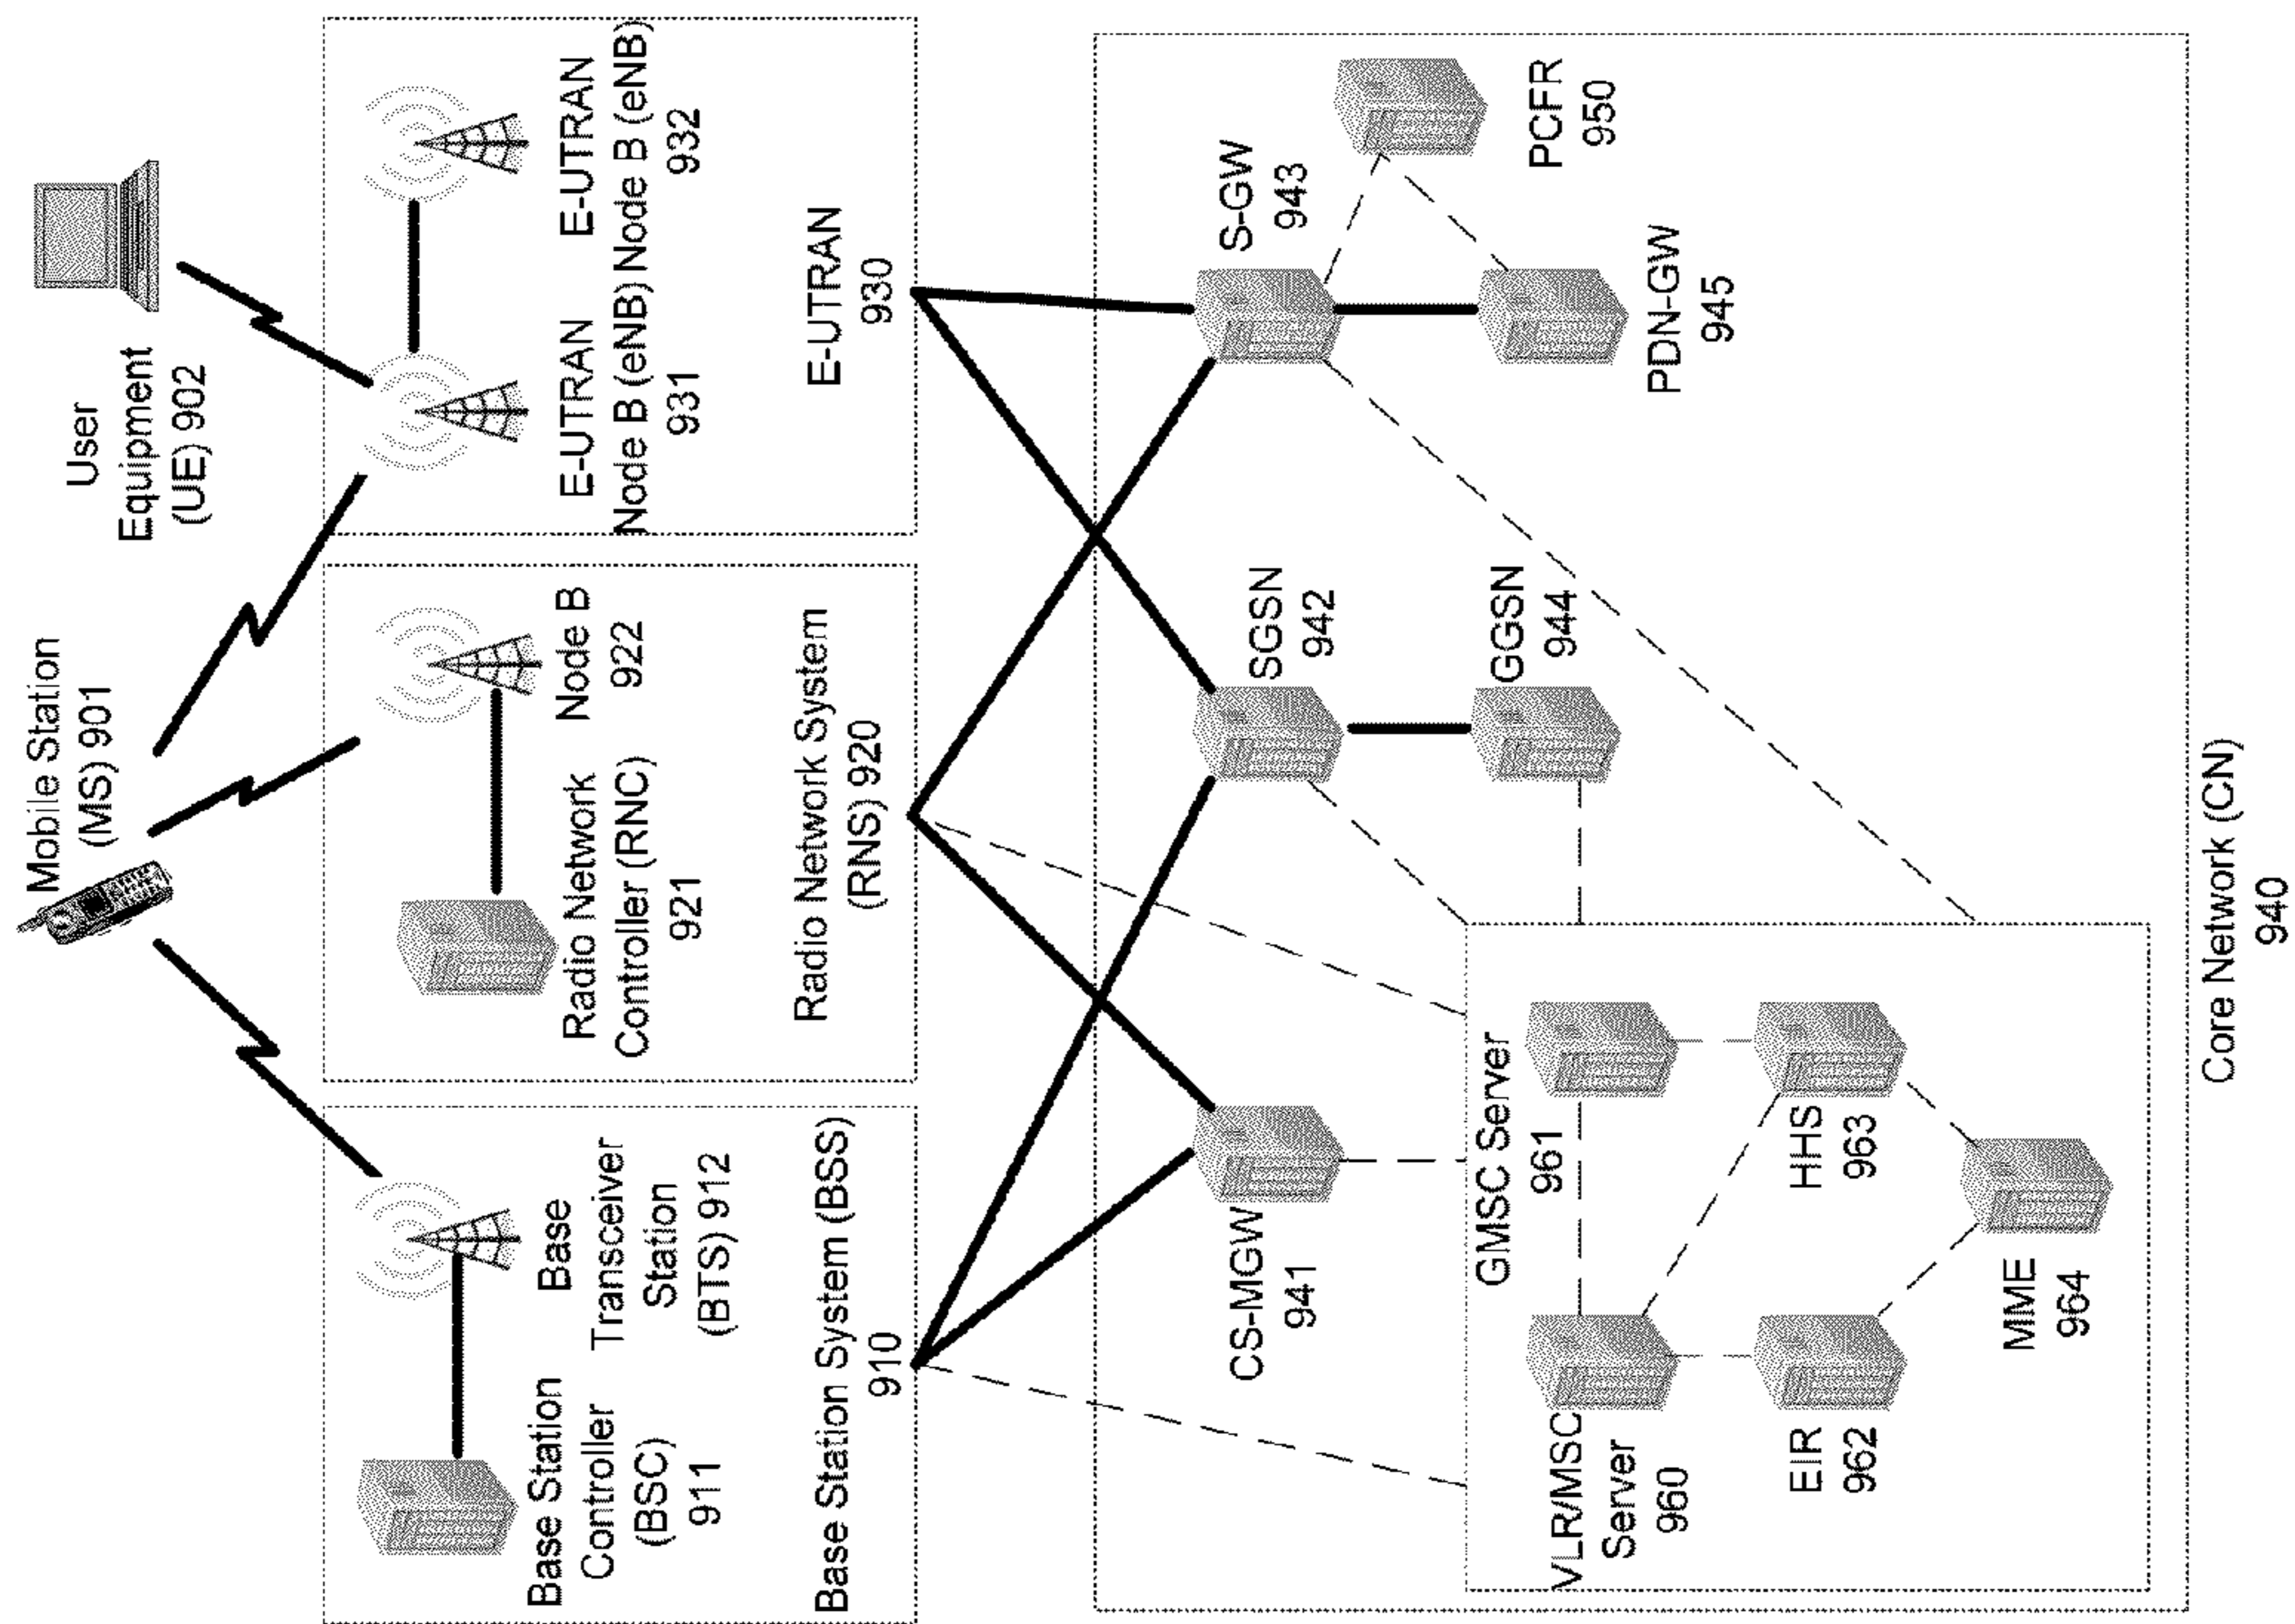 Mobile Station
(MS) 901
User
Equipment
(UE) 902
Base Station
Controller
(BSC)
911
Base
Transceiver
Station
(BTS) 912
Base Station System (BSS)
910
Radio Network
Controller (RNC)
921
Node B
922
Radio Network System
(RNS) 920
E-UTRAN
Node B (eNB)
931
E-UTRAN
Node B (eNB)
932
E-UTRAN
930
CS-MGW
941
SGSN
942
S-GW
943
GGSN
944
PDN-GW
945
PCFR
950
GMSC Server
961
VLR/MSC
Server
960
EIR
962
HHS
963
MME
964
Core Network (CN)
940